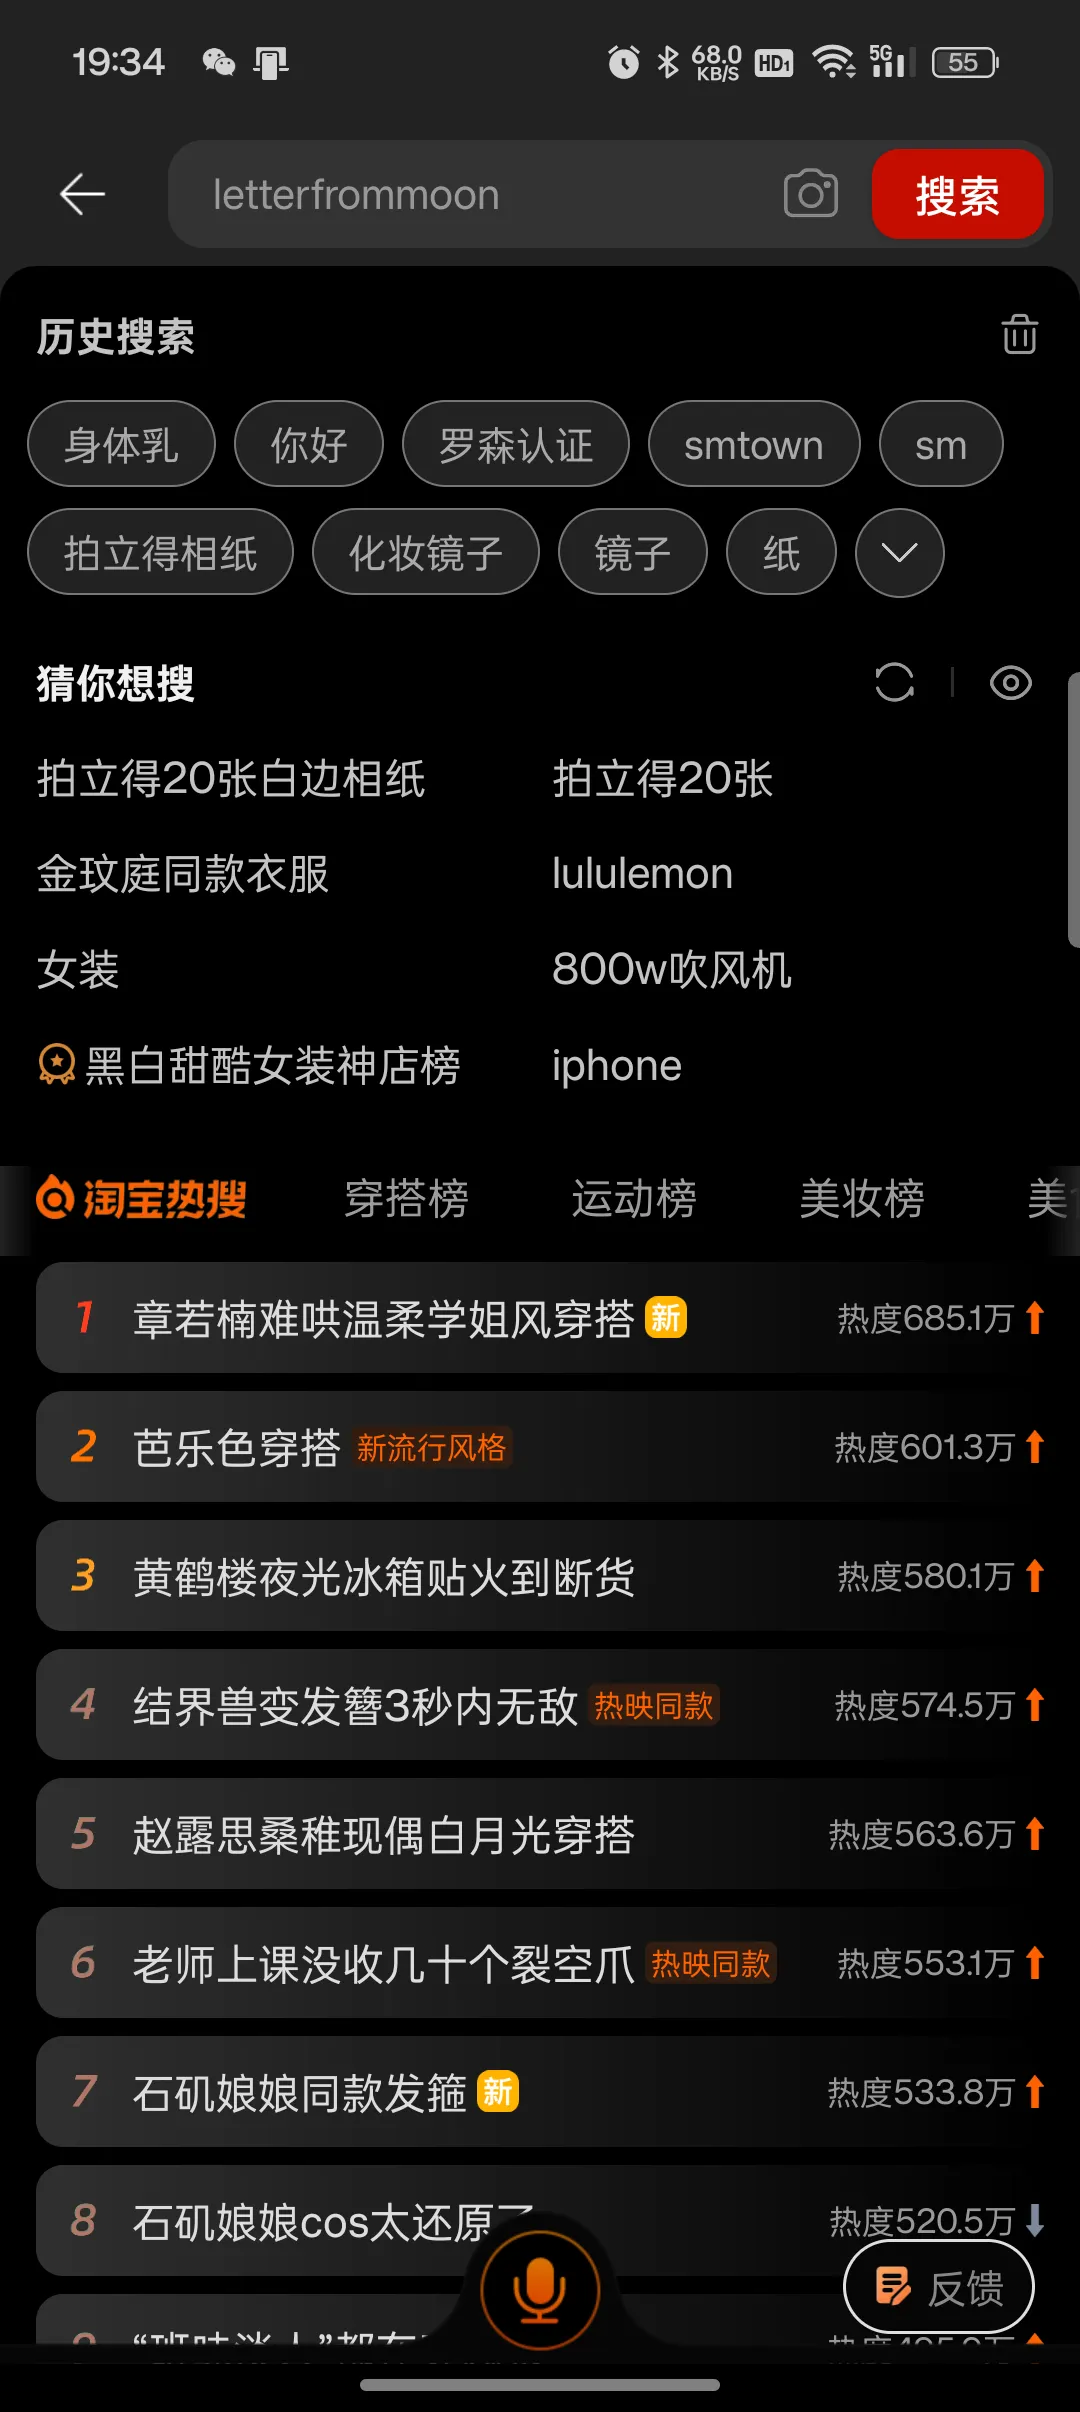 19:34 68.0 KB/S HD1 5G 55
letterfrommoon 搜索
历史搜索
身体乳 你好 罗森认证 smtown sm
拍立得相纸 化妆镜子 镜子 纸
猜你想搜
拍立得20张白边相纸 拍立得20张
金玟庭同款衣服 lululemon
女装 800w吹风机
黑白甜酷女装神店榜 iphone
淘宝热搜 穿搭榜 运动榜 美妆榜 美
1 章若楠难哄温柔学姐风穿搭 新 热度685.1万
2 芭乐色穿搭 新流行风格 热度601.3万
3 黄鹤楼夜光冰箱贴火到断货 热度580.1万
4 结界兽变发簪3秒内无敌 热映同款 热度574.5万
5 赵露思桑稚现偶白月光穿搭 热度563.6万
6 老师上课没收几十个裂空爪 热映同款 热度553.1万
7 石矶娘娘同款发箍 新 热度533.8万
8 石矶娘娘cos太还原了 热度520.5万
反馈